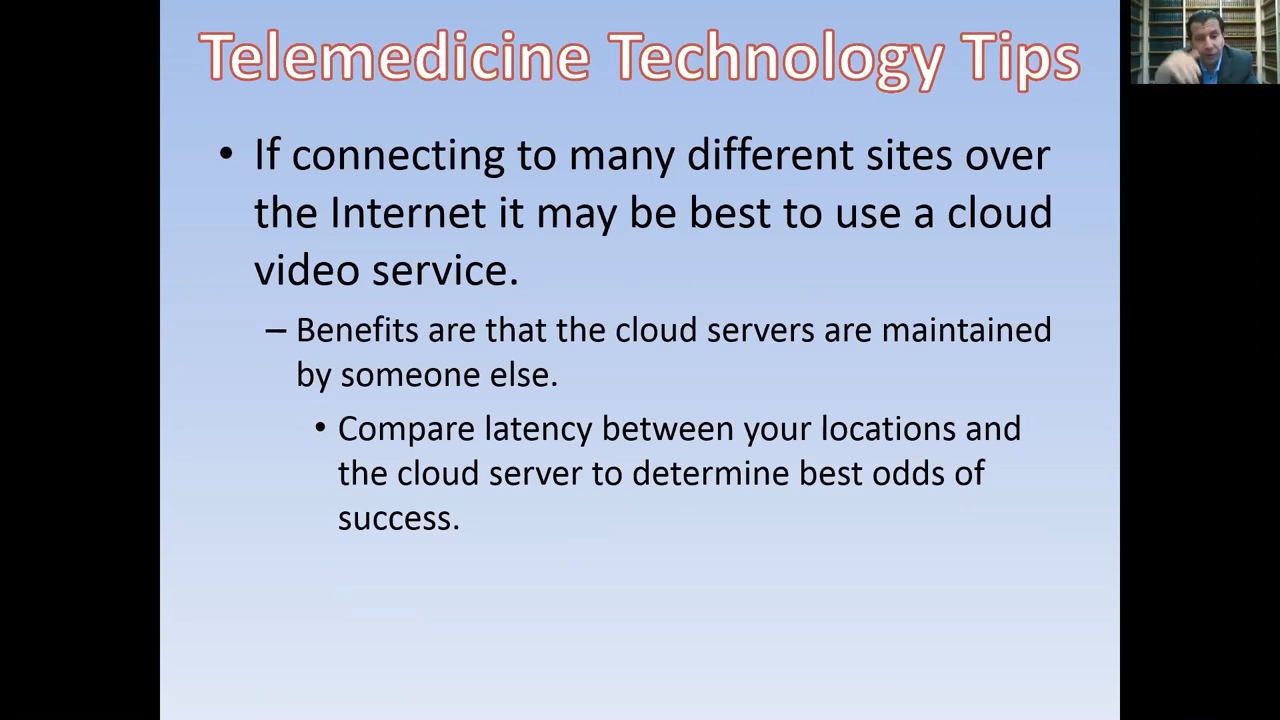 Telemedicine Technology Tips
• If connecting to many different sites over
the Internet it may be best to use a cloud
video service.
– Benefits are that the cloud servers are maintained
by someone else.
• Compare latency between your locations and
the cloud server to determine best odds of
success.